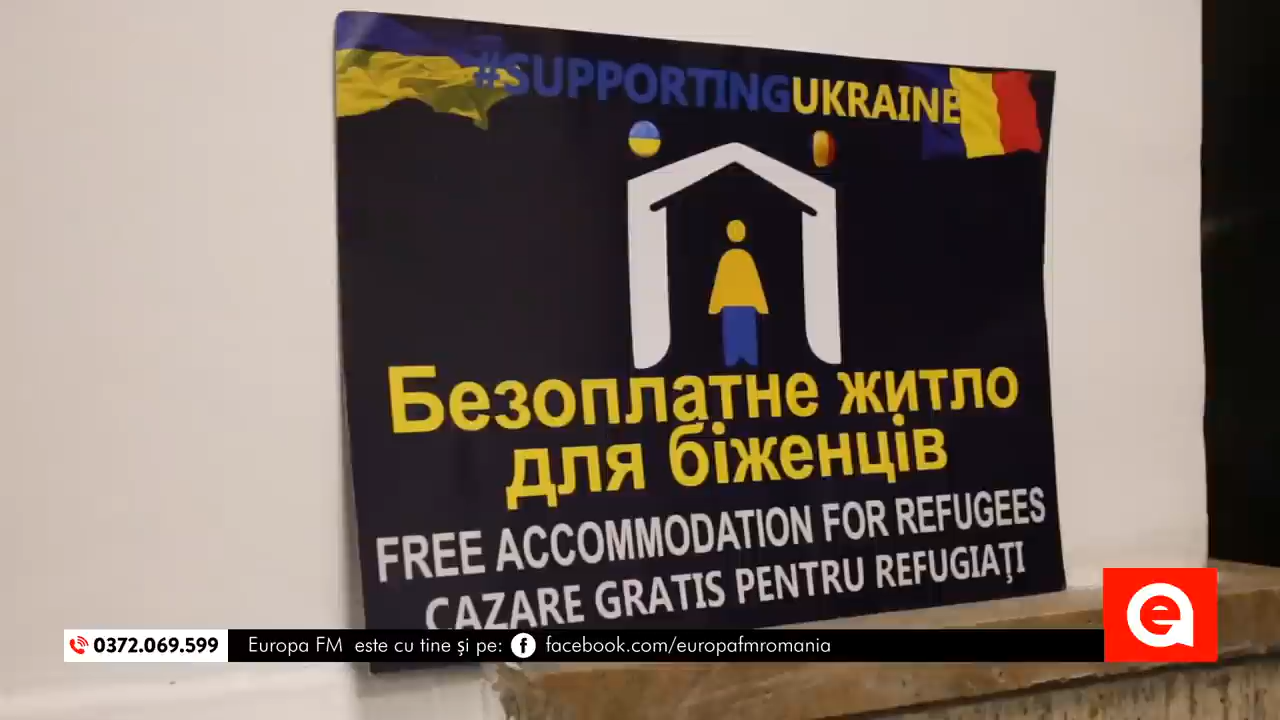 #SUPPORTINGUKRAINE
Безоплатне житло
для біженців
FREE ACCOMMODATION FOR REFUGEES
CAZARE GRATIS PENTRU REFUGIAȚI
0372.069.599 Europa FM este cu tine și pe: facebook.com/europafmromania